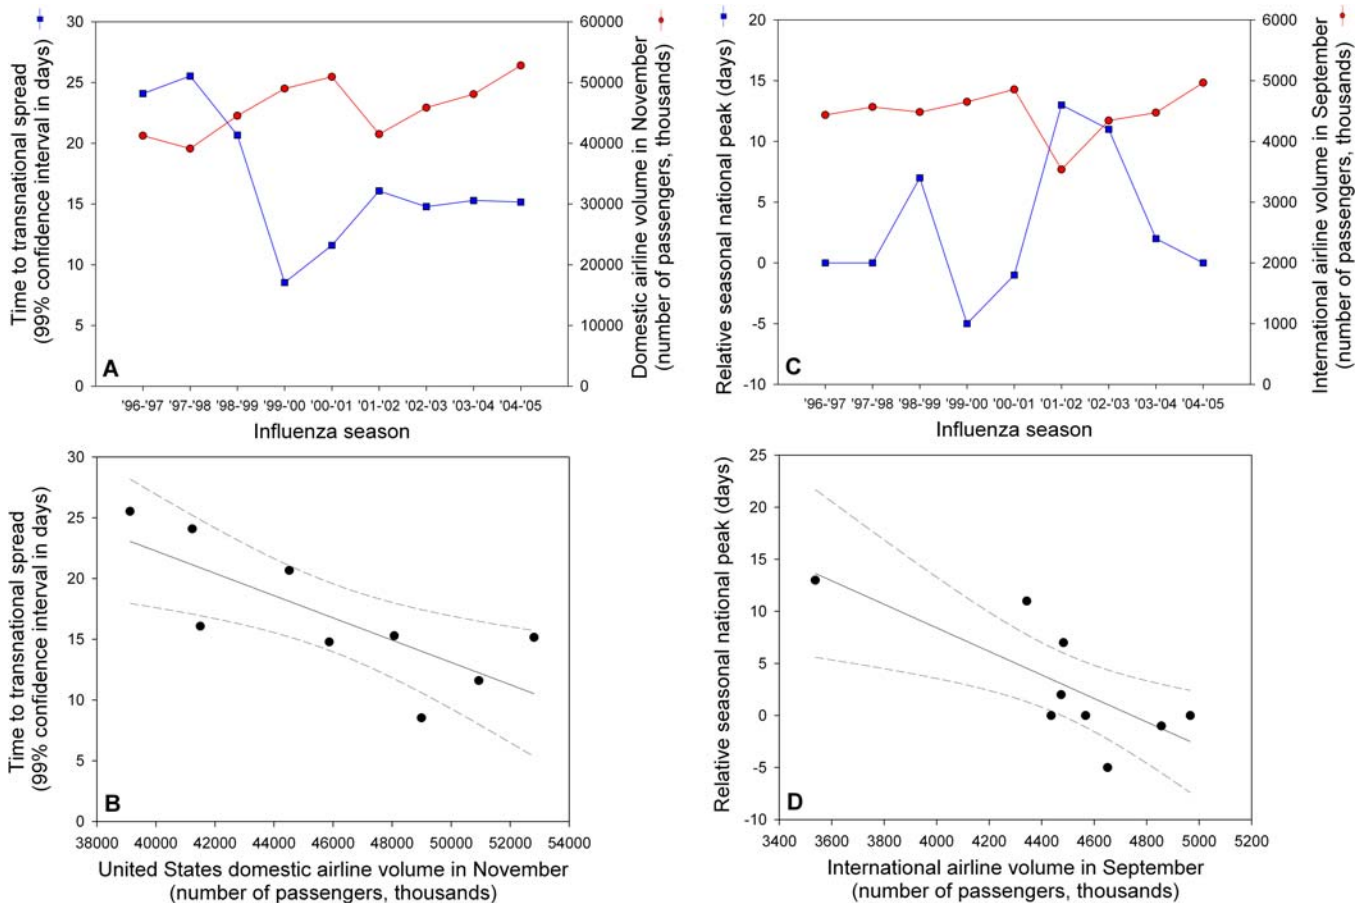 Time to transnational spread
(99% confidence interval in days)
30
25
20
15
10
5
0
60000
50000
40000
30000
20000
10000
0
Domestic airline volume in November
(number of passengers, thousands)
A
'96-'97 '97-'98 '98-'99 '99-'00 '00-'01 '01-'02 '02-'03 '03-'04 '04-'05
Influenza season
Relative seasonal national peak (days)
20
15
10
5
0
-5
-10
6000
5000
4000
3000
2000
1000
0
International airline volume in September
(number of passengers, thousands)
C
'96-'97 '97-'98 '98-'99 '99-'00 '00-'01 '01-'02 '02-'03 '03-'04 '04-'05
Influenza season
Time to transnational spread
(99% confidence interval in days)
30
25
20
15
10
5
0
B
38000 40000 42000 44000 46000 48000 50000 52000 54000
United States domestic airline volume in November
(number of passengers, thousands)
Relative seasonal national peak (days)
25
20
15
10
5
0
-5
-10
D
3400 3600 3800 4000 4200 4400 4600 4800 5000 5200
International airline volume in September
(number of passengers, thousands)